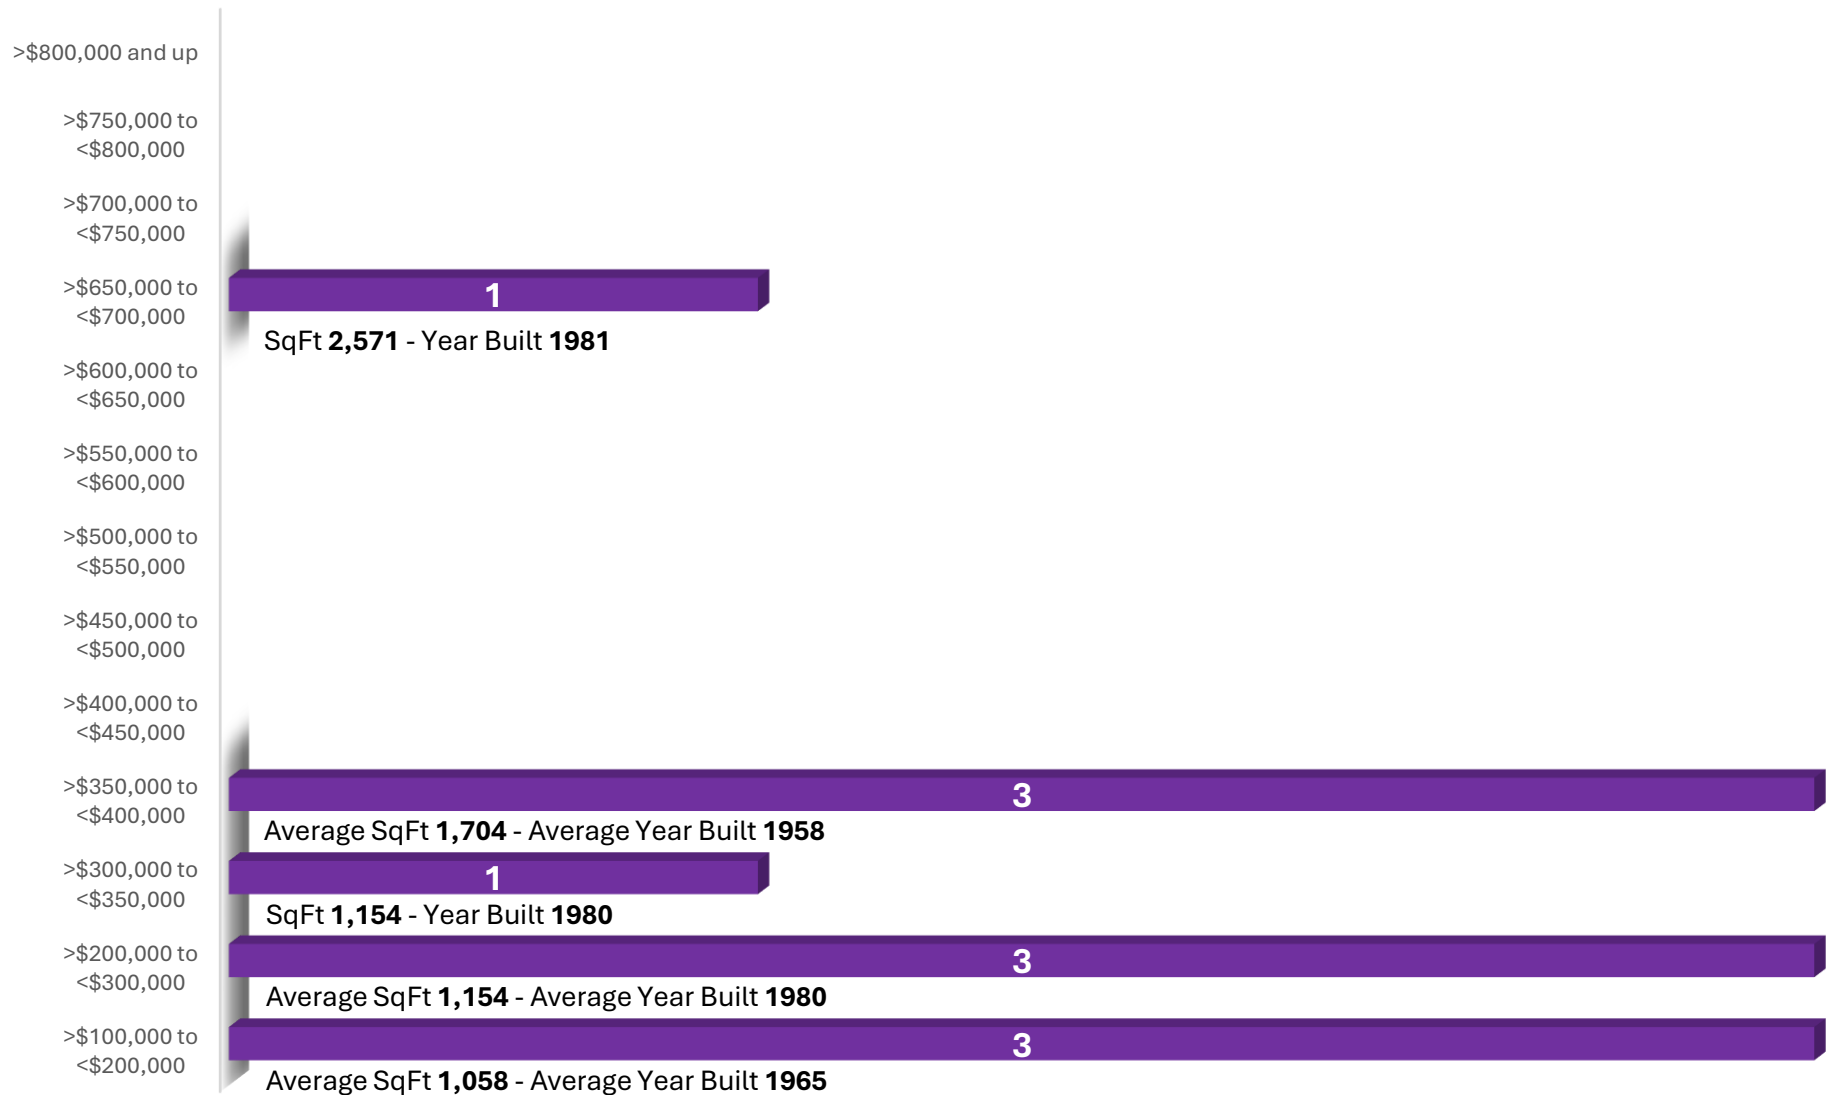 >$800,000 and up
>$750,000 to
<$800,000
>$700,000 to
<$750,000
>$650,000 to
<$700,000
1
SqFt 2,571 - Year Built 1981
>$600,000 to
<$650,000
>$550,000 to
<$600,000
>$500,000 to
<$550,000
>$450,000 to
<$500,000
>$400,000 to
<$450,000
>$350,000 to
<$400,000
3
Average SqFt 1,704 - Average Year Built 1958
>$300,000 to
<$350,000
1
SqFt 1,154 - Year Built 1980
>$200,000 to
<$300,000
3
Average SqFt 1,154 - Average Year Built 1980
>$100,000 to
<$200,000
3
Average SqFt 1,058 - Average Year Built 1965